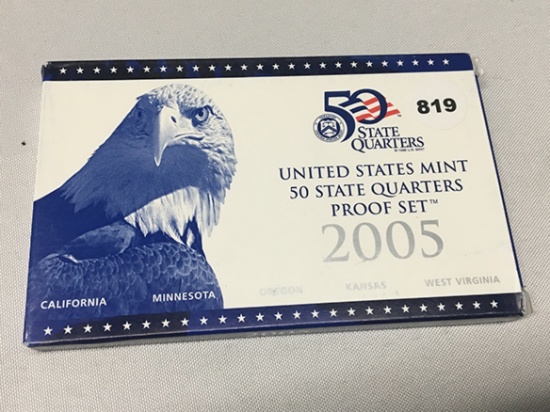 50
STATE
QUARTERS
819
UNITED STATES MINT
50 STATE QUARTERS
PROOF SET™
2005
CALIFORNIA MINNESOTA OREGON KANSAS WEST VIRGINIA